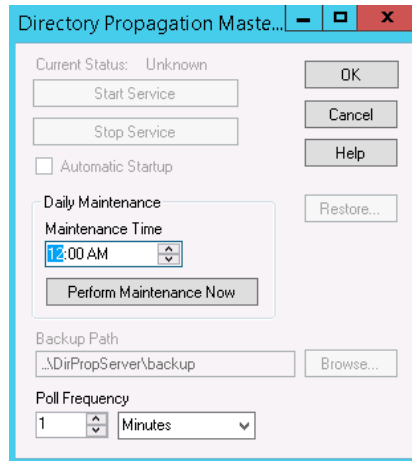 Directory Propagation Maste...
Current Status: Unknown
Start Service
Stop Service
Automatic Startup
OK
Cancel
Help
Restore...
Daily Maintenance
Maintenance Time
12:00 AM
Perform Maintenance Now
Backup Path
..\DirPropServer\backup
Browse...
Poll Frequency
1
Minutes